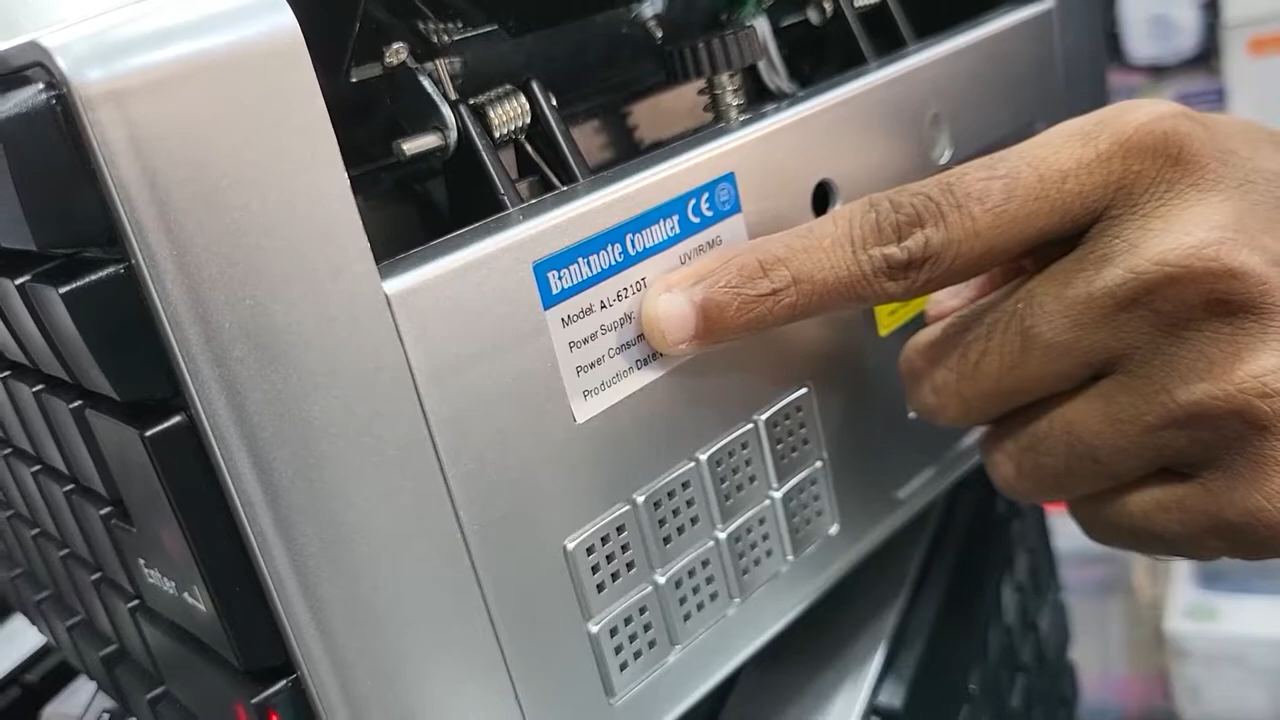 Banknote Counter CE
Model: AL-6210T UV/IR/MG
Power Supply:
Power Consum
Production Date:
Enter